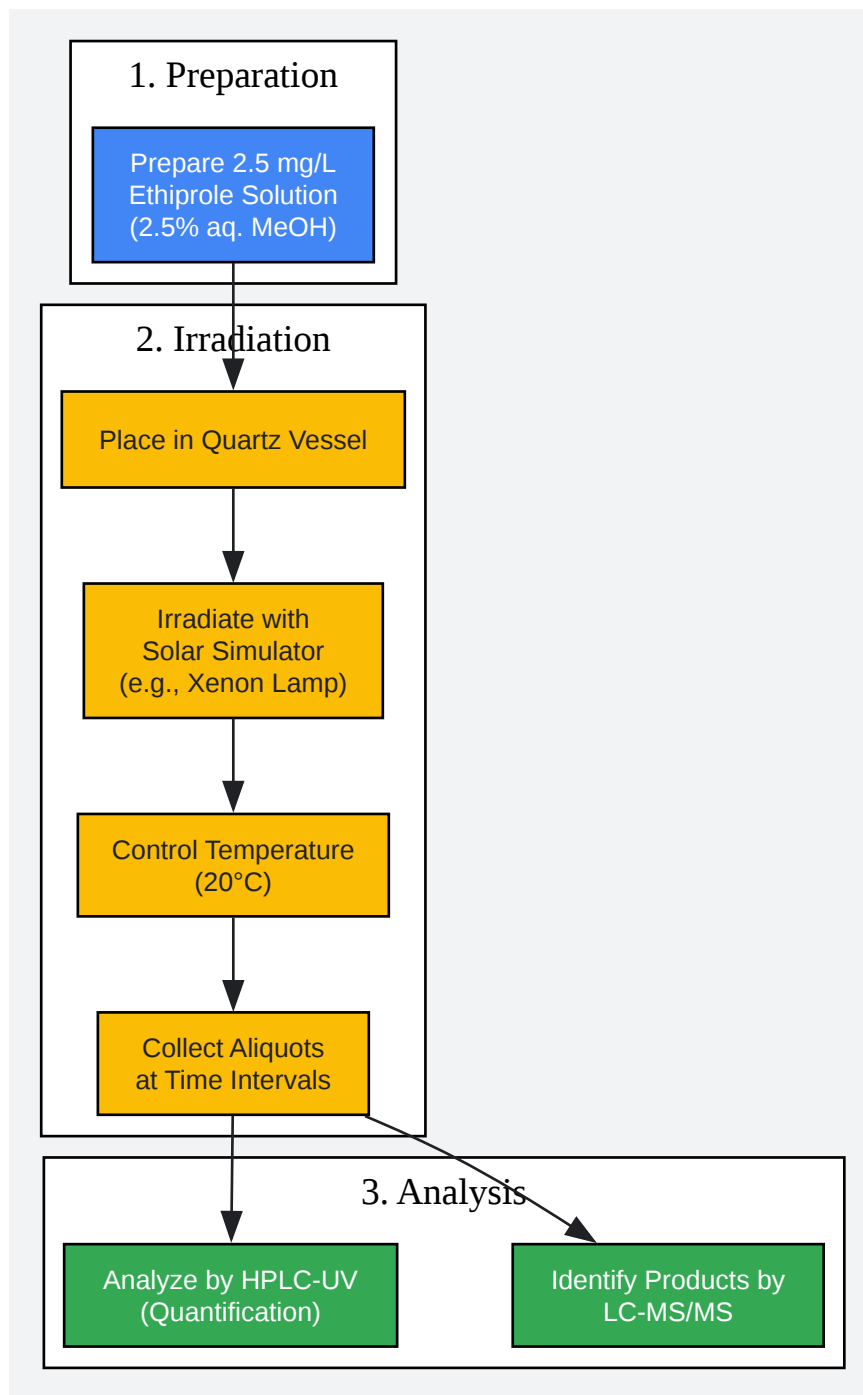 1. Preparation
Prepare 2.5 mg/L
Ethiprole Solution
(2.5% aq. MeOH)
2. Irradiation
Place in Quartz Vessel
Irradiate with
Solar Simulator
(e.g., Xenon Lamp)
Control Temperature
(20°C)
Collect Aliquots
at Time Intervals
3. Analysis
Analyze by HPLC-UV
(Quantification)
Identify Products by
LC-MS/MS